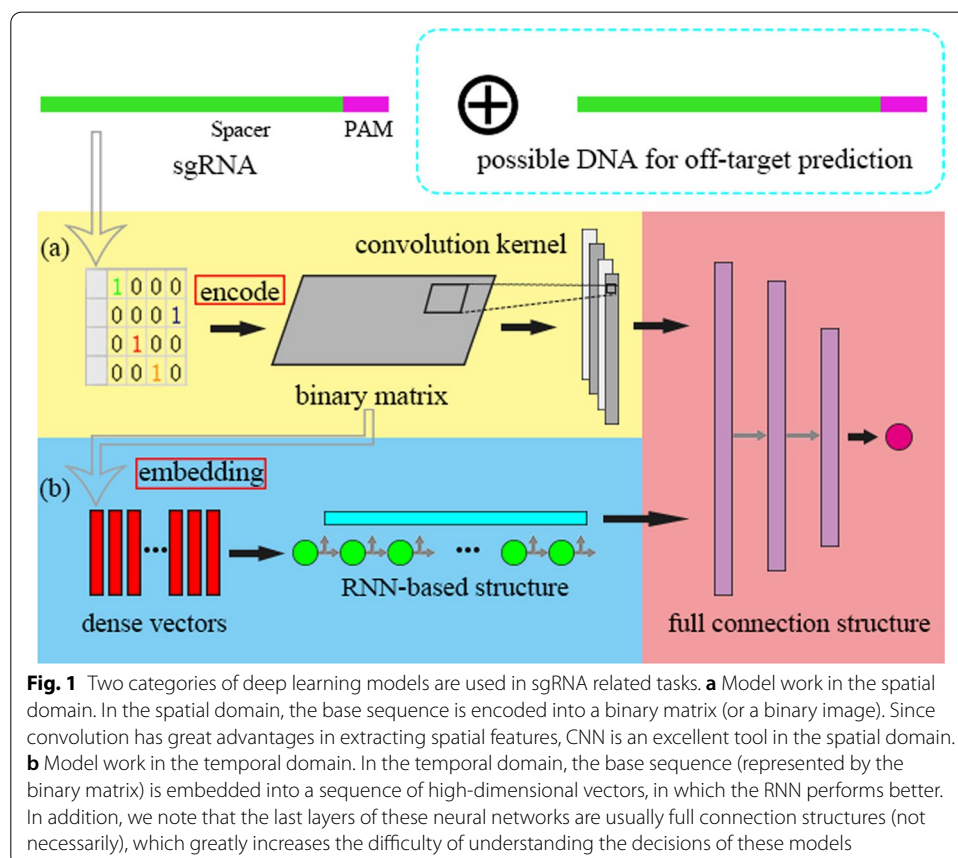 Spacer
PAM
sgRNA
possible DNA for off-target prediction
(a)
convolution kernel
1 0 0 0
0 0 0 1
0 1 0 0
0 0 1 0
encode
binary matrix
(b)
embedding
dense vectors
RNN-based structure
full connection structure
Fig. 1 Two categories of deep learning models are used in sgRNA related tasks. a Model work in the spatial
domain. In the spatial domain, the base sequence is encoded into a binary matrix (or a binary image). Since
convolution has great advantages in extracting spatial features, CNN is an excellent tool in the spatial domain.
b Model work in the temporal domain. In the temporal domain, the base sequence (represented by the
binary matrix) is embedded into a sequence of high-dimensional vectors, in which the RNN performs better.
In addition, we note that the last layers of these neural networks are usually full connection structures (not
necessarily), which greatly increases the difficulty of understanding the decisions of these models